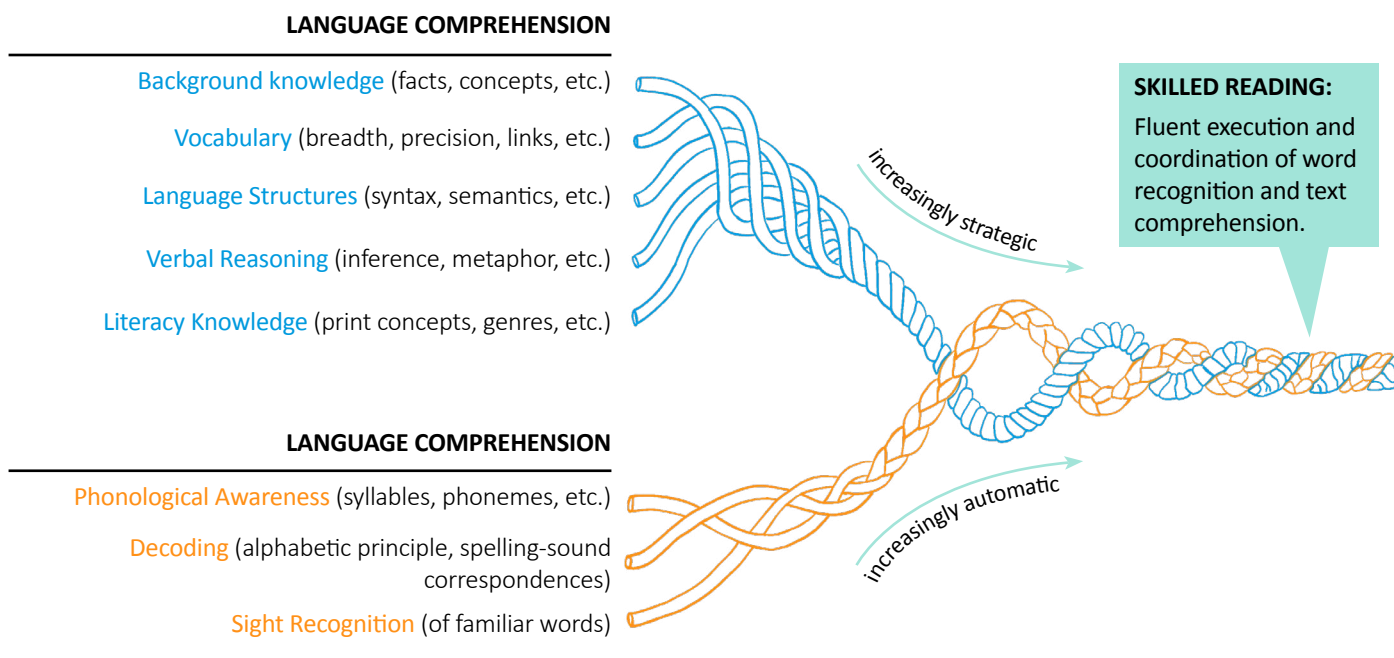 LANGUAGE COMPREHENSION
Background knowledge (facts, concepts, etc.)
Vocabulary (breadth, precision, links, etc.)
Language Structures (syntax, semantics, etc.)
Verbal Reasoning (inference, metaphor, etc.)
Literacy Knowledge (print concepts, genres, etc.)
LANGUAGE COMPREHENSION
Phonological Awareness (syllables, phonemes, etc.)
Decoding (alphabetic principle, spelling-sound
correspondences)
Sight Recognition (of familiar words)
increasingly strategic
increasingly automatic
SKILLED READING:
Fluent execution and
coordination of word
recognition and text
comprehension.